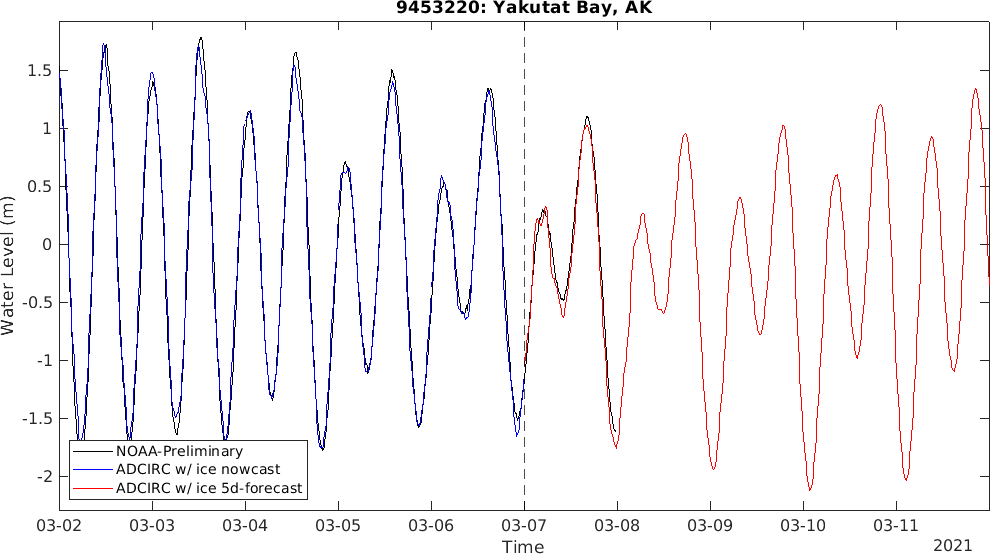 9453220: Yakutat Bay, AK
Water Level (m)
1.5
1
0.5
0
-0.5
-1
-1.5
-2
NOAA-Preliminary
ADCIRC w/ ice nowcast
ADCIRC w/ ice 5d-forecast
03-02 03-03 03-04 03-05 03-06 03-07 03-08 03-09 03-10 03-11
Time
2021